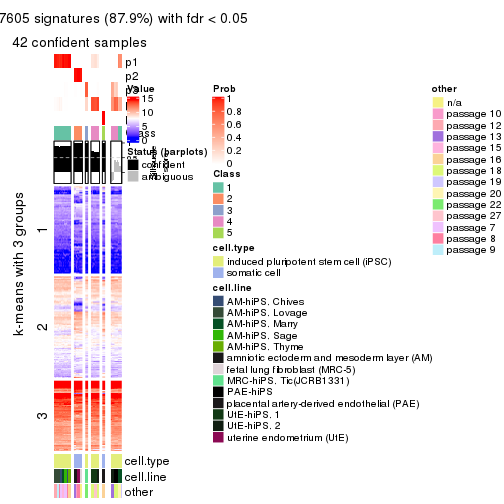 7605 signatures (87.9%) with fdr < 0.05
42 confident samples
p1
p2
Value
15
10
5
0
Status (barplots)
confident
ambiguous
k-means with 3 groups
1
2
3
cell.type
cell.line
other
Prob
1
0.8
0.6
0.4
0.2
0
Class
1
2
3
4
5
cell.type
induced pluripotent stem cell (iPSC)
somatic cell
cell.line
AM-hiPS. Chives
AM-hiPS. Lovage
AM-hiPS. Marry
AM-hiPS. Sage
AM-hiPS. Thyme
amniotic ectoderm and mesoderm layer (AM)
fetal lung fibroblast (MRC-5)
MRC-hiPS. Tic(JCRB1331)
PAE-hiPS
placental artery-derived endothelial (PAE)
UtE-hiPS. 1
UtE-hiPS. 2
uterine endometrium (UtE)
other
n/a
passage 10
passage 12
passage 13
passage 15
passage 16
passage 18
passage 19
passage 20
passage 22
passage 27
passage 7
passage 8
passage 9